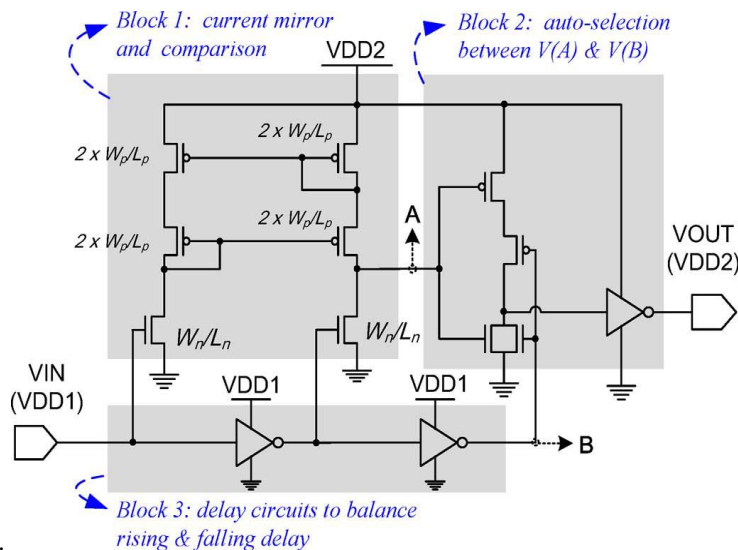 Block 1: current mirror
and comparison
Block 2: auto-selection
between V(A) & V(B)
VDD2
2 x Wp/Lp
2 x Wp/Lp
2 x Wp/Lp
2 x Wp/Lp
A
VOUT
(VDD2)
Wn/Ln
Wn/Ln
VIN
(VDD1)
VDD1
VDD1
B
Block 3: delay circuits to balance
rising & falling delay
.